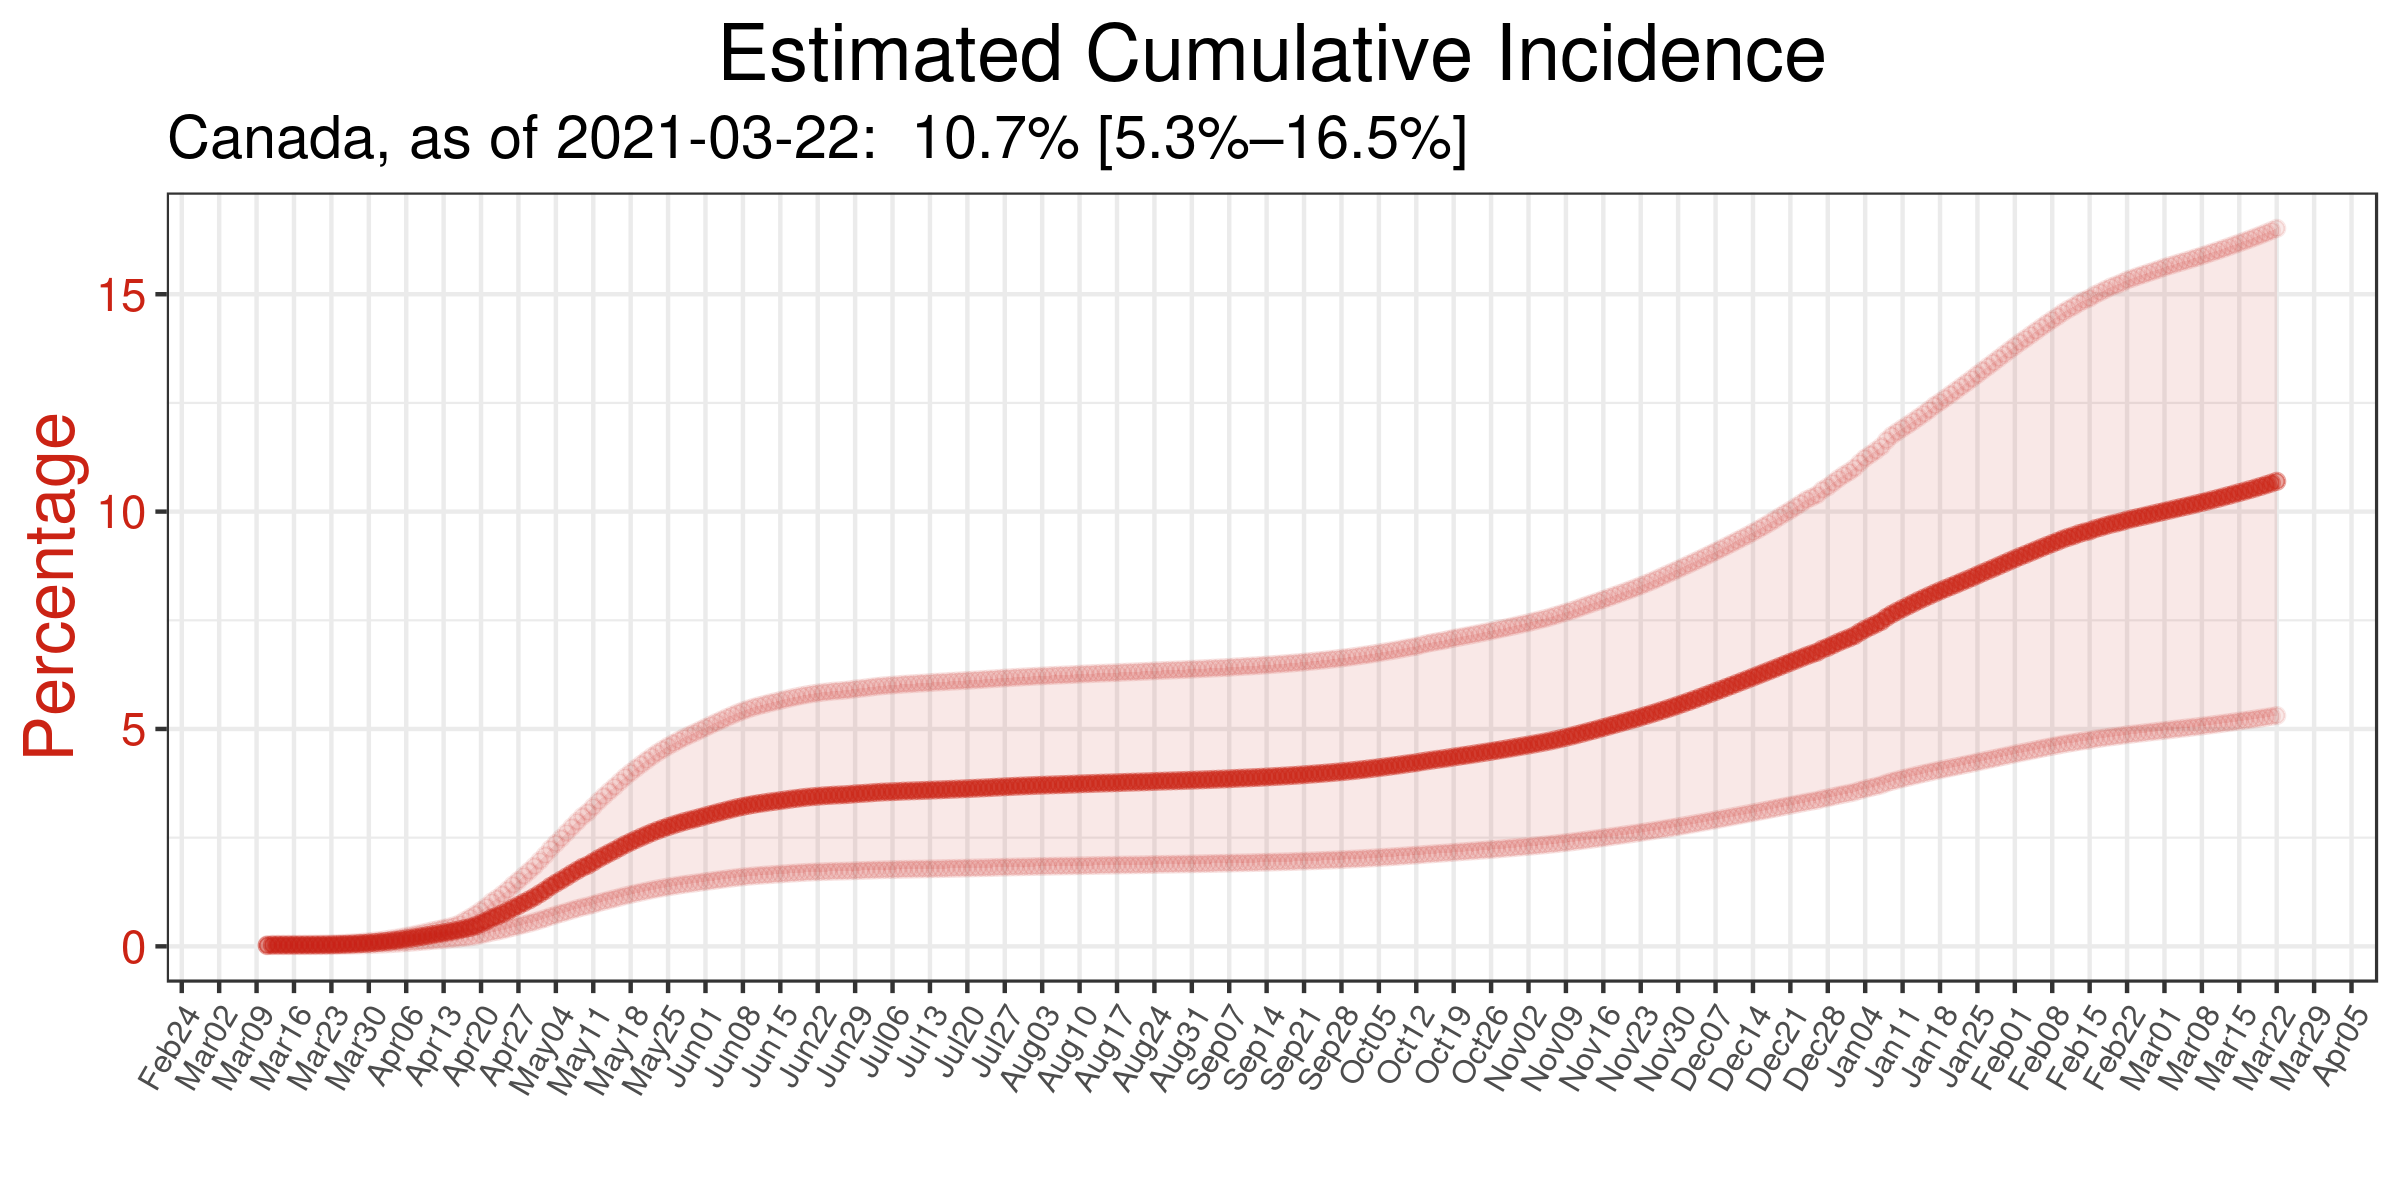 Estimated Cumulative Incidence
Canada, as of 2021-03-22:  10.7% [5.3%–16.5%]
Percentage
15
10
5
0
Feb24
Mar02
Mar09
Mar16
Mar23
Mar30
Apr06
Apr13
Apr20
Apr27
May04
May11
May18
May25
Jun01
Jun08
Jun15
Jun22
Jun29
Jul06
Jul13
Jul20
Jul27
Aug03
Aug10
Aug17
Aug24
Aug31
Sep07
Sep14
Sep21
Sep28
Oct05
Oct12
Oct19
Oct26
Nov02
Nov09
Nov16
Nov23
Nov30
Dec07
Dec14
Dec21
Dec28
Jan04
Jan11
Jan18
Jan25
Feb01
Feb08
Feb15
Feb22
Mar01
Mar08
Mar15
Mar22
Mar29
Apr05